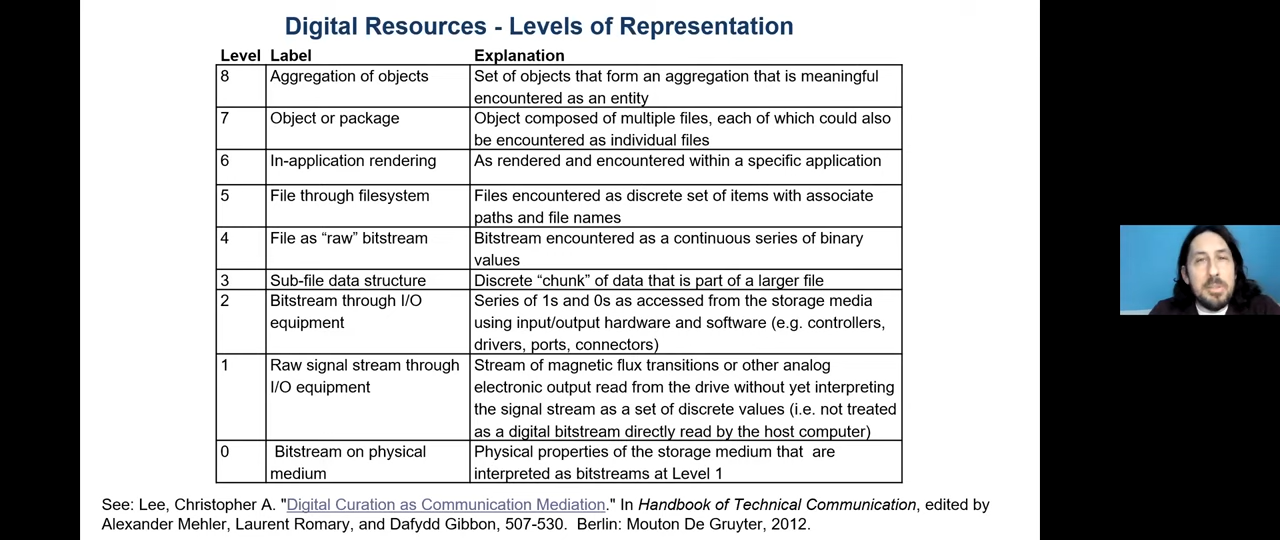 Digital Resources - Levels of Representation
Level Label Explanation
8 Aggregation of objects Set of objects that form an aggregation that is meaningful
encountered as an entity
7 Object or package Object composed of multiple files, each of which could also
be encountered as individual files
6 In-application rendering As rendered and encountered within a specific application
5 File through filesystem Files encountered as discrete set of items with associate
paths and file names
4 File as “raw” bitstream Bitstream encountered as a continuous series of binary
values
3 Sub-file data structure Discrete “chunk” of data that is part of a larger file
2 Bitstream through I/O Series of 1s and 0s as accessed from the storage media
equipment using input/output hardware and software (e.g. controllers,
drivers, ports, connectors)
1 Raw signal stream through Stream of magnetic flux transitions or other analog
I/O equipment electronic output read from the drive without yet interpreting
the signal stream as a set of discrete values (i.e. not treated
as a digital bitstream directly read by the host computer)
0 Bitstream on physical Physical properties of the storage medium that are
medium interpreted as bitstreams at Level 1
See: Lee, Christopher A. "Digital Curation as Communication Mediation." In Handbook of Technical Communication, edited by
Alexander Mehler, Laurent Romary, and Dafydd Gibbon, 507-530. Berlin: Mouton De Gruyter, 2012.